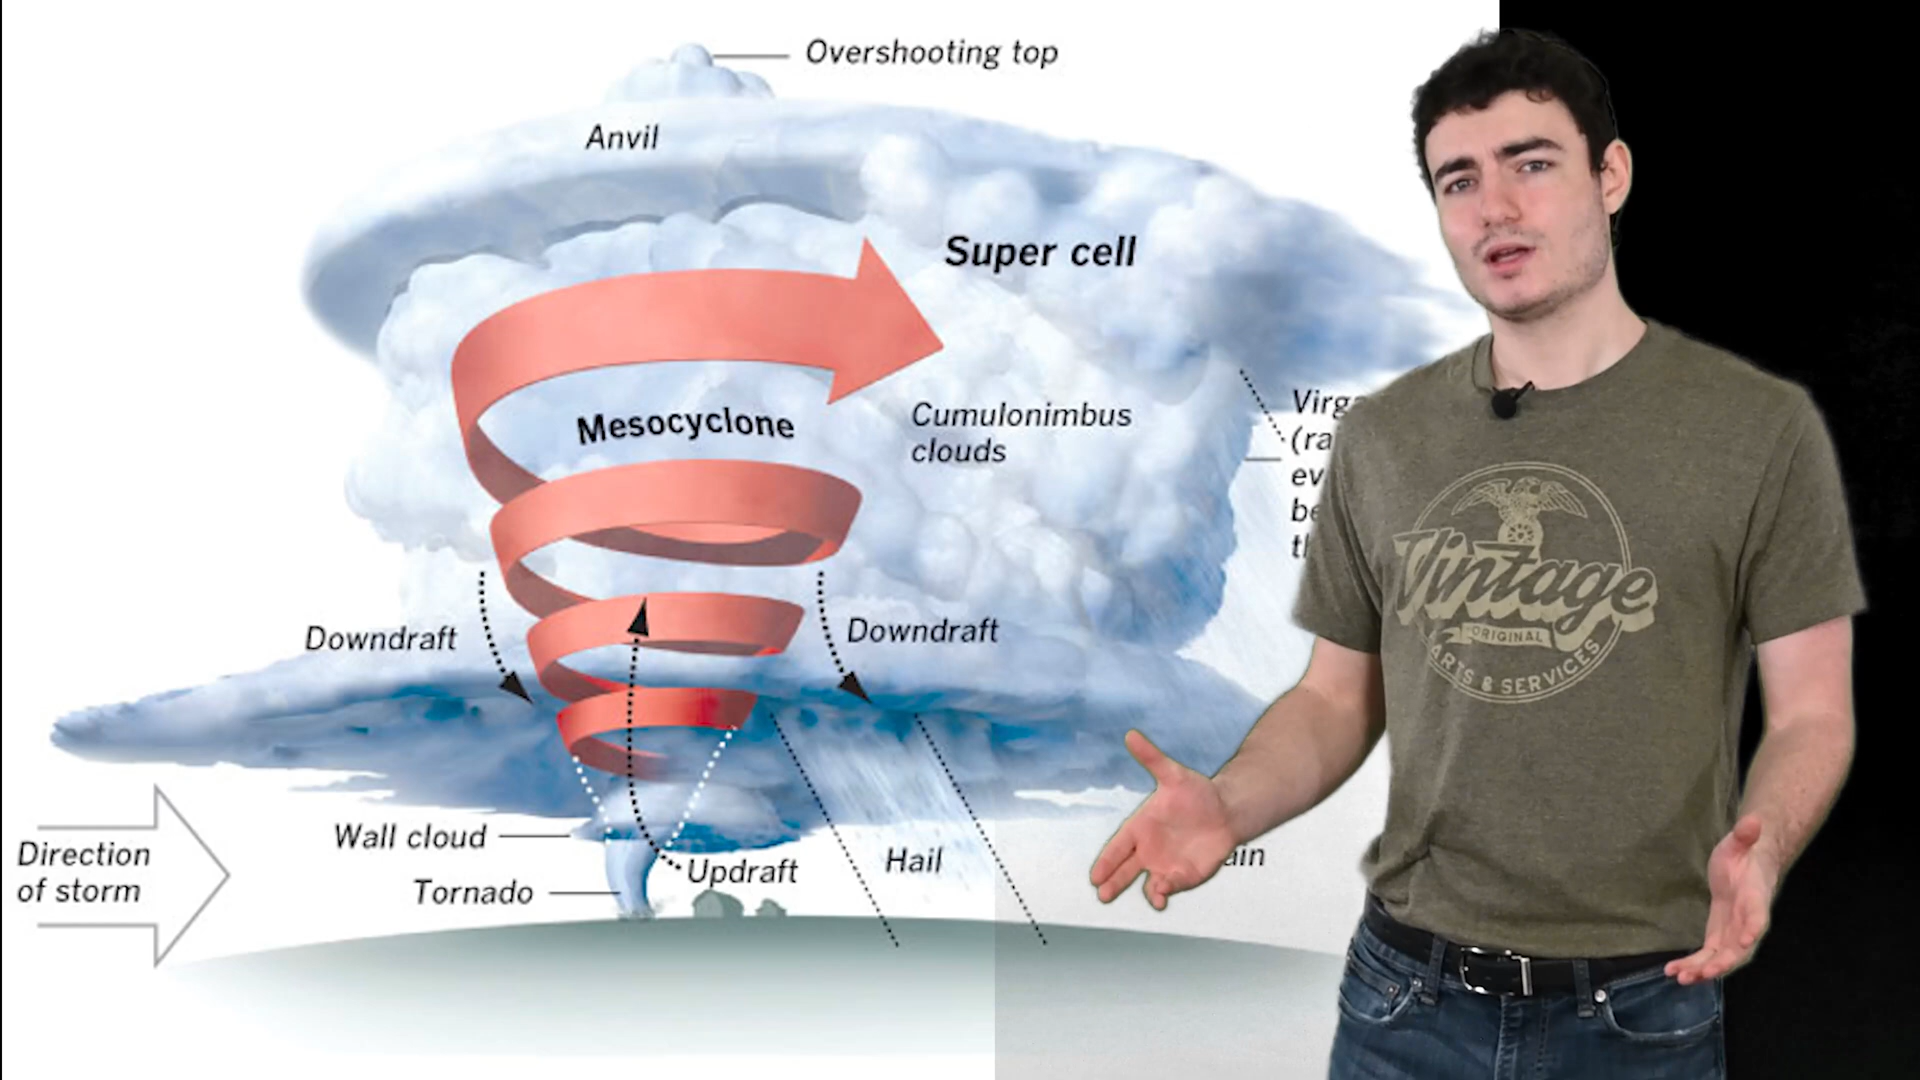 Overshooting top
Anvil
Super cell
Mesocyclone
Cumulonimbus
clouds
Downdraft
Downdraft
Wall cloud
Tornado
Updraft
Hail
Direction
of storm
Vintage
ORIGINAL
& SERVICES